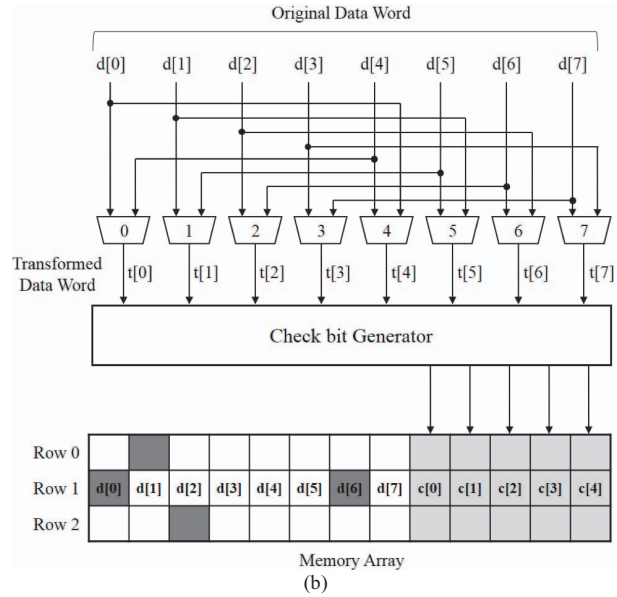 Original Data Word
d[0] d[1] d[2] d[3] d[4] d[5] d[6] d[7]
0 1 2 3 4 5 6 7
Transformed
Data Word
t[0] t[1] t[2] t[3] t[4] t[5] t[6] t[7]
Check bit Generator
Row 0
Row 1 d[0] d[1] d[2] d[3] d[4] d[5] d[6] d[7] c[0] c[1] c[2] c[3] c[4]
Row 2
Memory Array
(b)